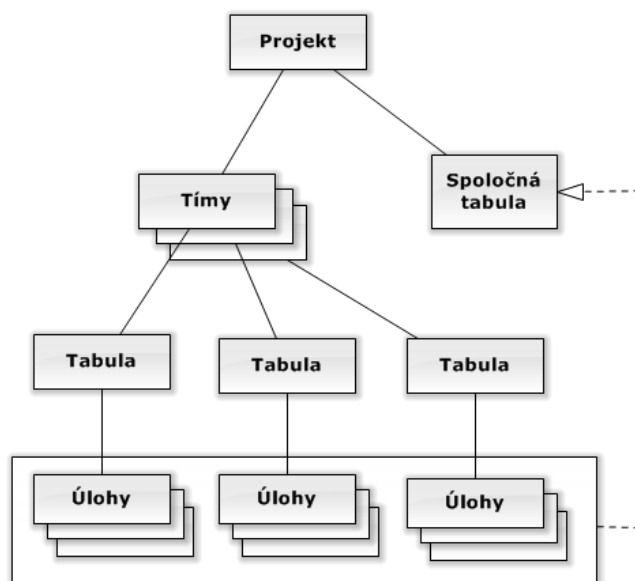 Projekt
Spoločná
tabula
Tímy
Tabula
Tabula
Tabula
Úlohy
Úlohy
Úlohy